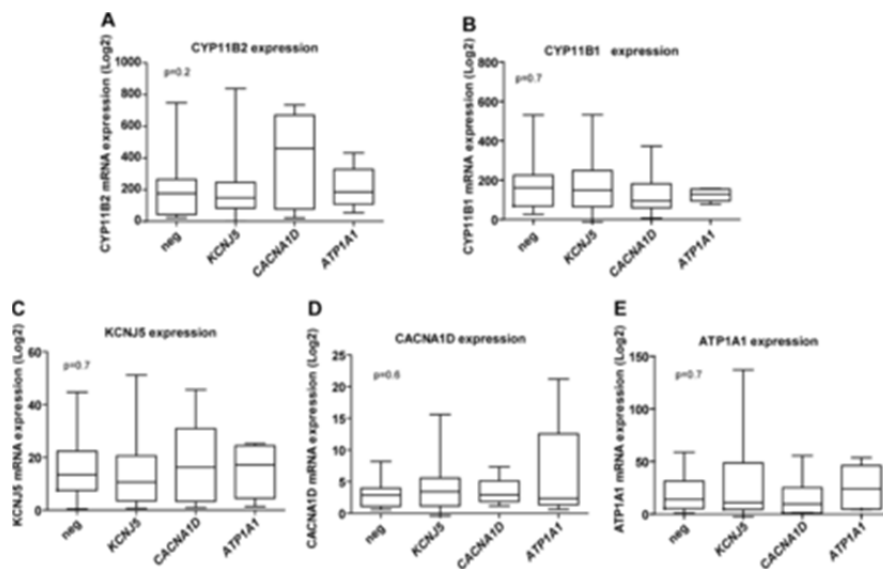 A
CYP11B2 expression
CYP11B2 mRNA expression (Log2)
p=0.2
1000
800
600
400
200
0
neg
KCNJ5
CACNA1D
ATP1A1
B
CYP11B1 expression
CYP11B1 mRNA expression (Log2)
p=0.7
800
600
400
200
0
neg
KCNJ5
CACNA1D
ATP1A1
C
KCNJ5 expression
KCNJ5 mRNA expression (Log2)
p=0.7
60
40
20
0
neg
KCNJ5
CACNA1D
ATP1A1
D
CACNA1D expression
CACNA1D mRNA expression (Log2)
p=0.6
25
20
15
10
5
0
neg
KCNJ5
CACNA1D
ATP1A1
E
ATP1A1 expression
ATP1A1 mRNA expression (Log2)
p=0.7
150
100
50
0
neg
KCNJ5
CACNA1D
ATP1A1